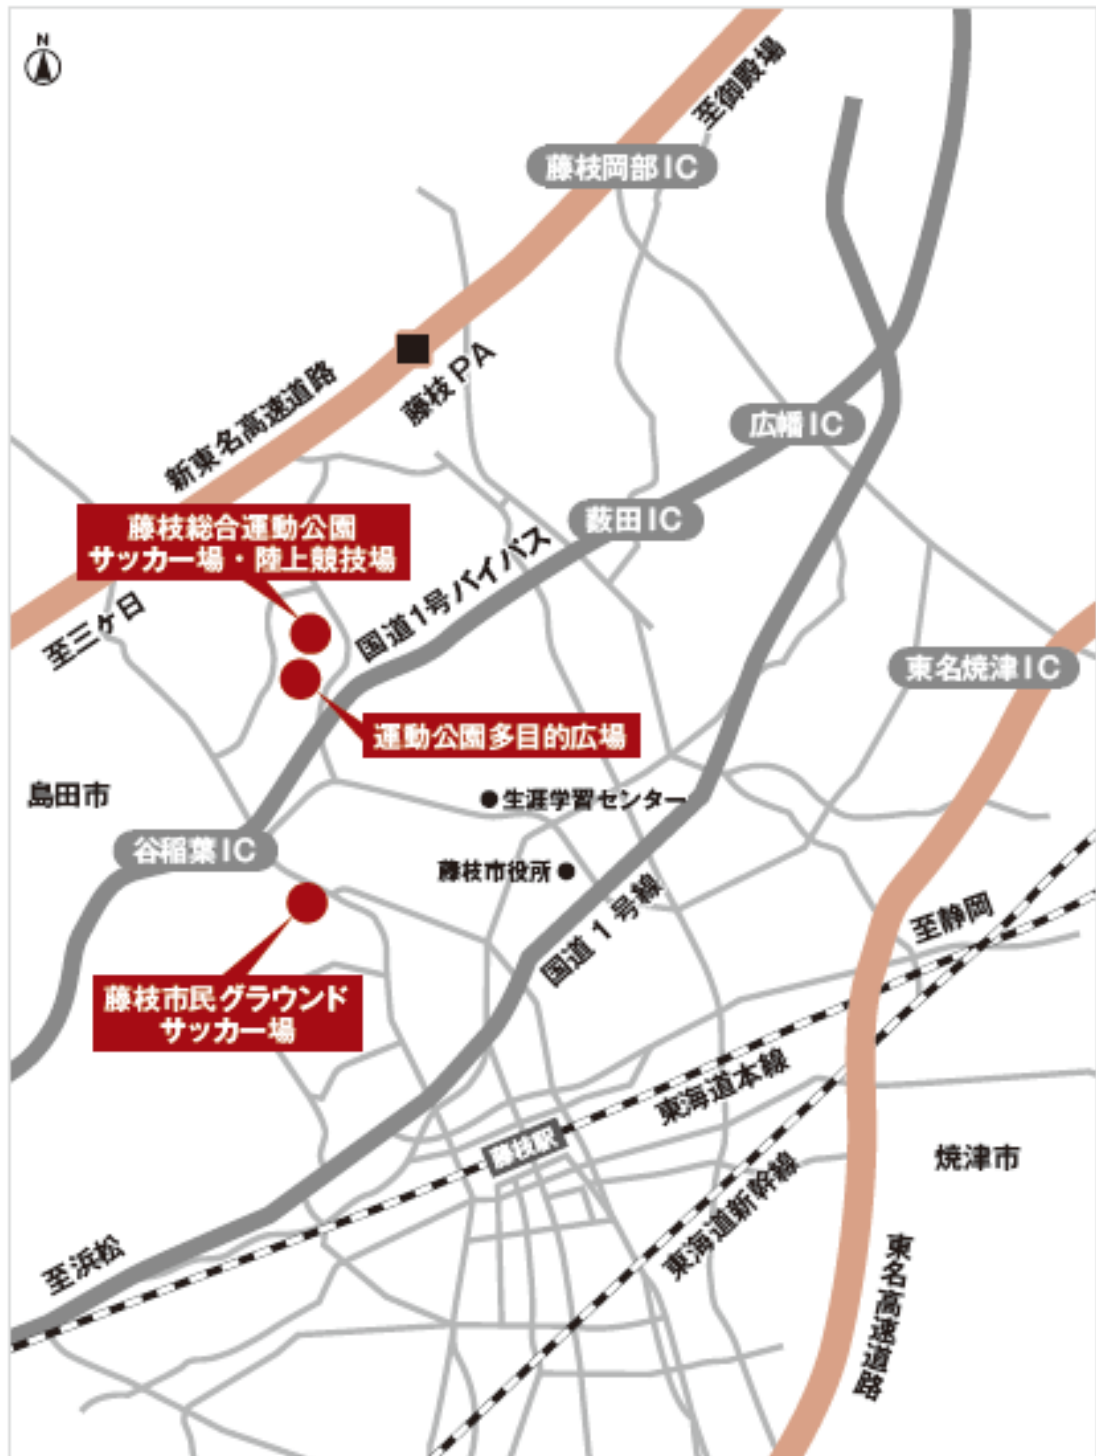 N
至御殿場
藤枝岡部IC
藤枝PA
新東名高速道路
広幡IC
薮田IC
藤枝総合運動公園
サッカー場・陸上競技場
国道1号バイパス
至三ヶ日
東名焼津IC
運動公園多目的広場
島田市
生涯学習センター
谷稲葉IC
藤枝市役所
国道1号線
至静岡
藤枝市民グラウンド
サッカー場
東海道本線
藤枝駅
焼津市
東海道新幹線
至浜松
東名高速道路